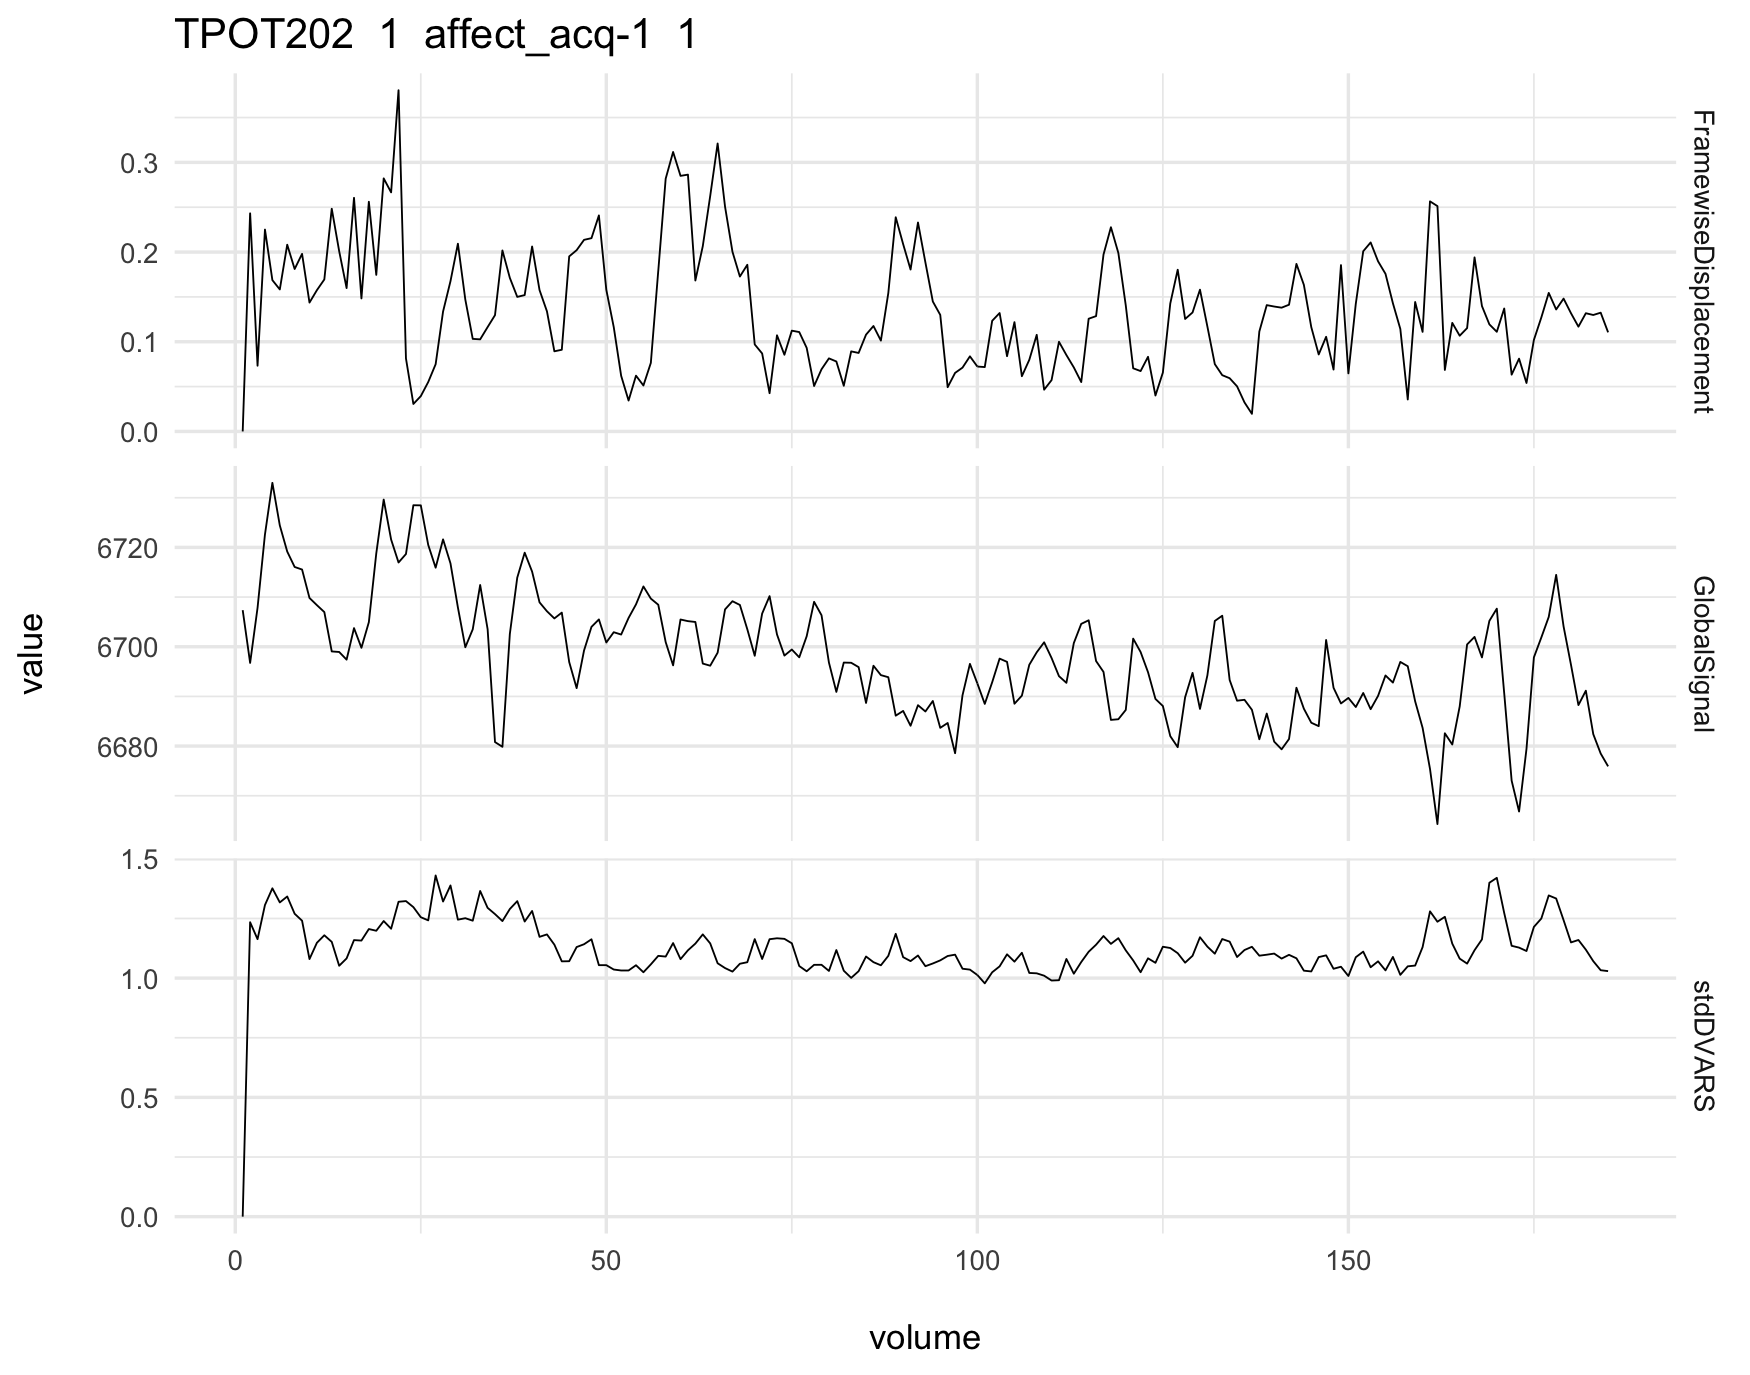 TPOT202 1 affect_acq-1 1
0.3
0.2
0.1
0.0
FramewiseDisplacement
6720
6700
6680
GlobalSignal
value
1.5
1.0
0.5
0.0
stdDVARS
0 50 100 150
volume